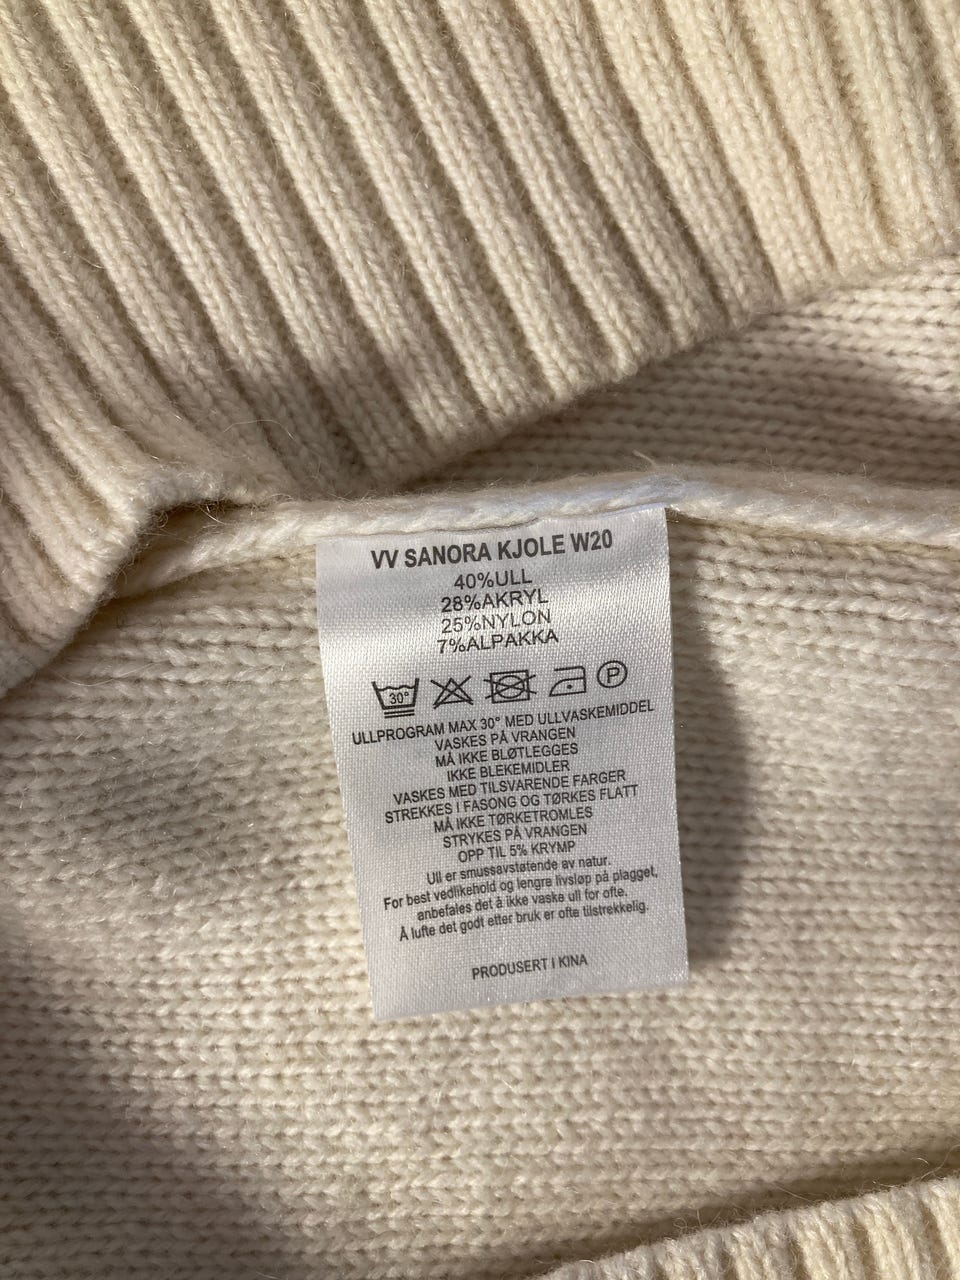 VV SANORA KJOLE W20
40%ULL
28%AKRYL
25%NYLON
7%ALPAKKA
30° P
ULLPROGRAM MAX 30° MED ULLVASKEMIDDEL
VASKES PÅ VRANGEN
MÅ IKKE BLØTLEGGES
IKKE BLEKEMIDLER
VASKES MED TILSVARENDE FARGER
STREKKES I FASONG OG TØRKES FLATT
MÅ IKKE TØRKETROMLES
STRYKES PÅ VRANGEN
OPP TIL 5% KRYMP
Ull er smussavstøtende av natur.
For best vedlikehold og lengre livsløp på plagget,
anbefales det å ikke vaske ull for ofte.
Å lufte det godt etter bruk er ofte tilstrekkelig.
PRODUSERT I KINA